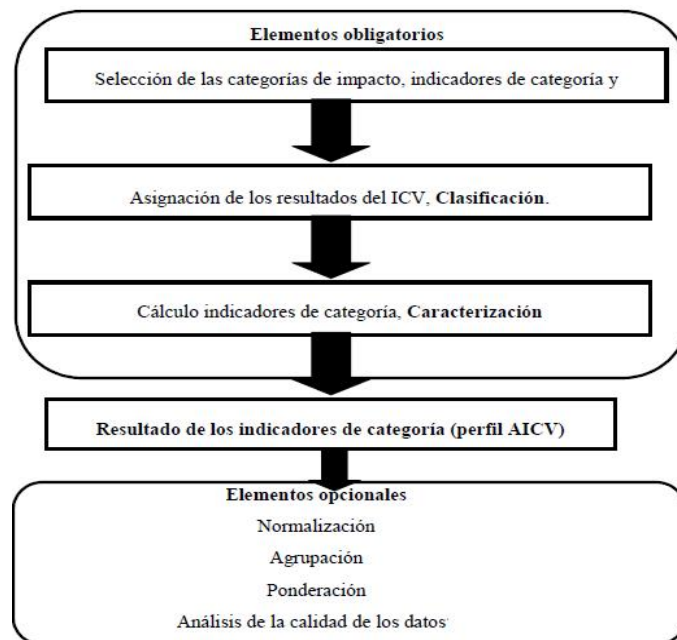 Elementos obligatorios
Selección de las categorías de impacto, indicadores de categoría y
Asignación de los resultados del ICV, Clasificación.
Cálculo indicadores de categoría, Caracterización
Resultado de los indicadores de categoría (perfil AICV)
Elementos opcionales
Normalización
Agrupación
Ponderación
Análisis de la calidad de los datos